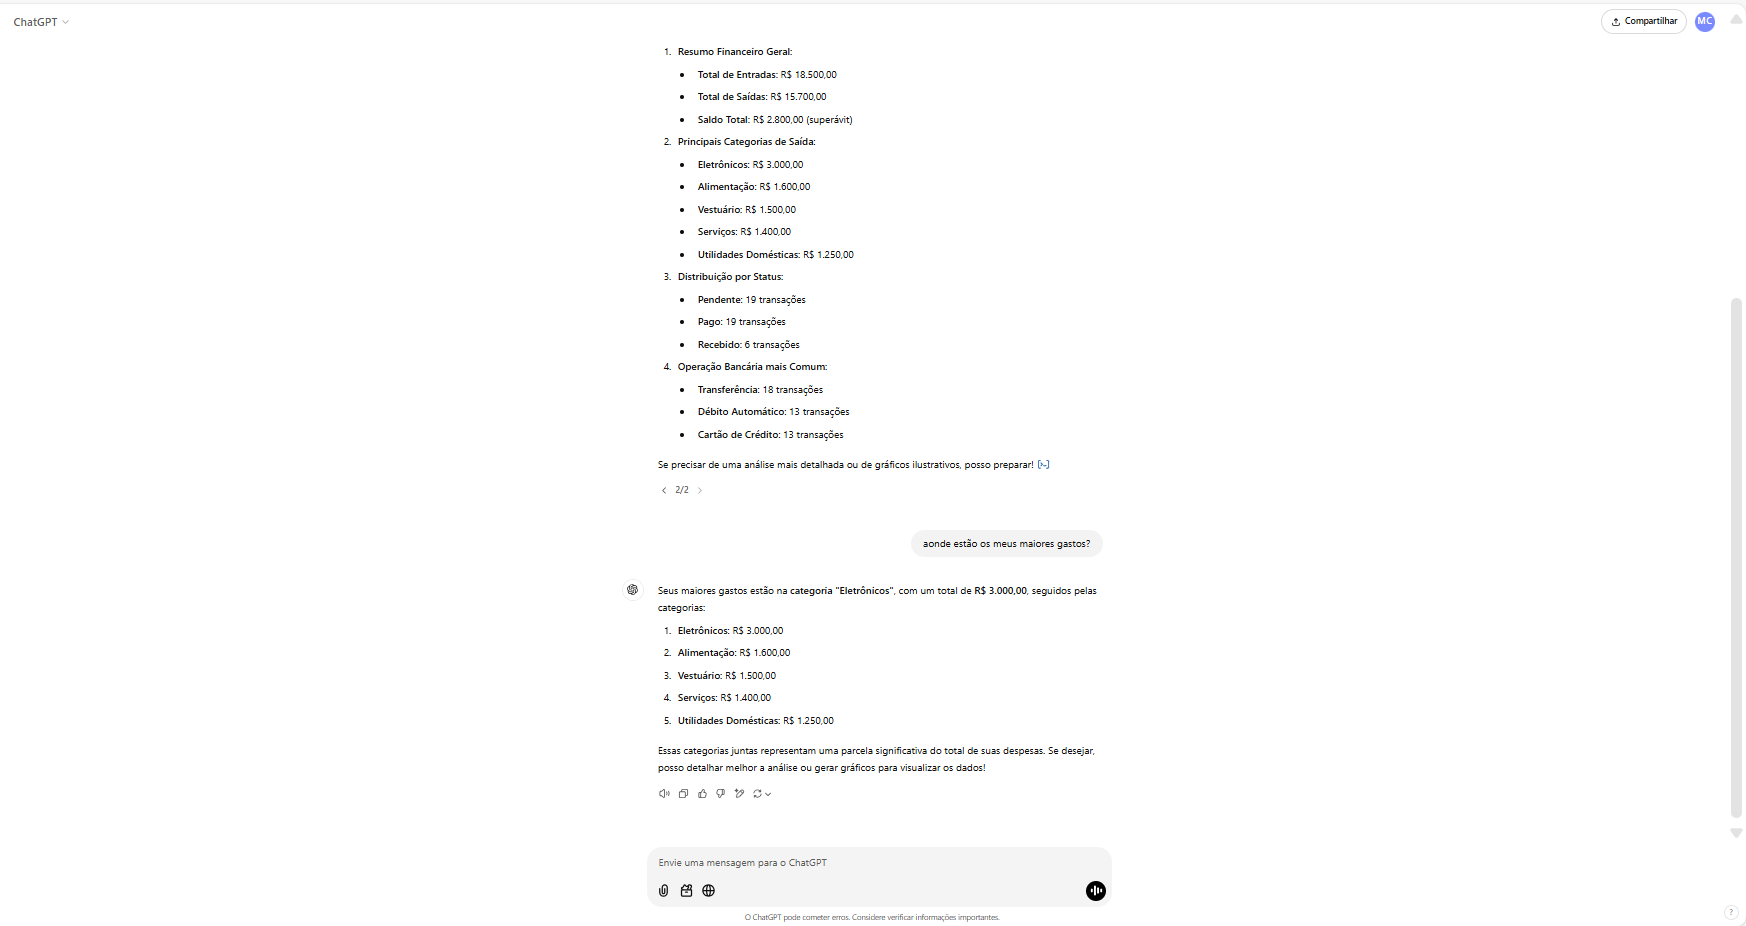 ChatGPT
Compartilhar
MC
1. Resumo Financeiro Geral:
• Total de Entradas: R$ 18.500,00
• Total de Saídas: R$ 15.700,00
• Saldo Total: R$ 2.800,00 (superávit)
2. Principais Categorias de Saída:
• Eletrônicos: R$ 3.000,00
• Alimentação: R$ 1.600,00
• Vestuário: R$ 1.500,00
• Serviços: R$ 1.400,00
• Utilidades Domésticas: R$ 1.250,00
3. Distribuição por Status:
• Pendente: 19 transações
• Pago: 19 transações
• Recebido: 6 transações
4. Operação Bancária mais Comum:
• Transferência: 18 transações
• Débito Automático: 13 transações
• Cartão de Crédito: 13 transações
Se precisar de uma análise mais detalhada ou de gráficos ilustrativos, posso preparar! [>-]
< 2/2 >
aonde estão os meus maiores gastos?
Seus maiores gastos estão na categoria "Eletrônicos", com um total de R$ 3.000,00, seguidos pelas
categorias:
1. Eletrônicos: R$ 3.000,00
2. Alimentação: R$ 1.600,00
3. Vestuário: R$ 1.500,00
4. Serviços: R$ 1.400,00
5. Utilidades Domésticas: R$ 1.250,00
Essas categorias juntas representam uma parcela significativa do total de suas despesas. Se desejar,
posso detalhar melhor a análise ou gerar gráficos para visualizar os dados!
Envie uma mensagem para o ChatGPT
O ChatGPT pode cometer erros. Considere verificar informações importantes.
?